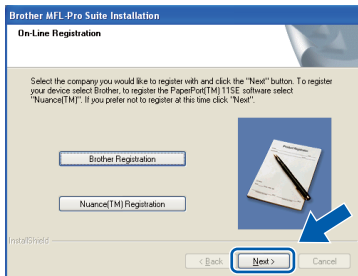 Brother MFL-Pro Suite Installation
On-Line Registration
Select the company you would like to register with and click the "Next" button. To register
your device select Brother, to register the PaperPort(TM) 11SE software select
"Nuance(TM)". If you prefer not to register at this time click "Next".
Brother Registration
Nuance(TM) Registration
Product Registration
InstallShield
< Back
Next >
Cancel